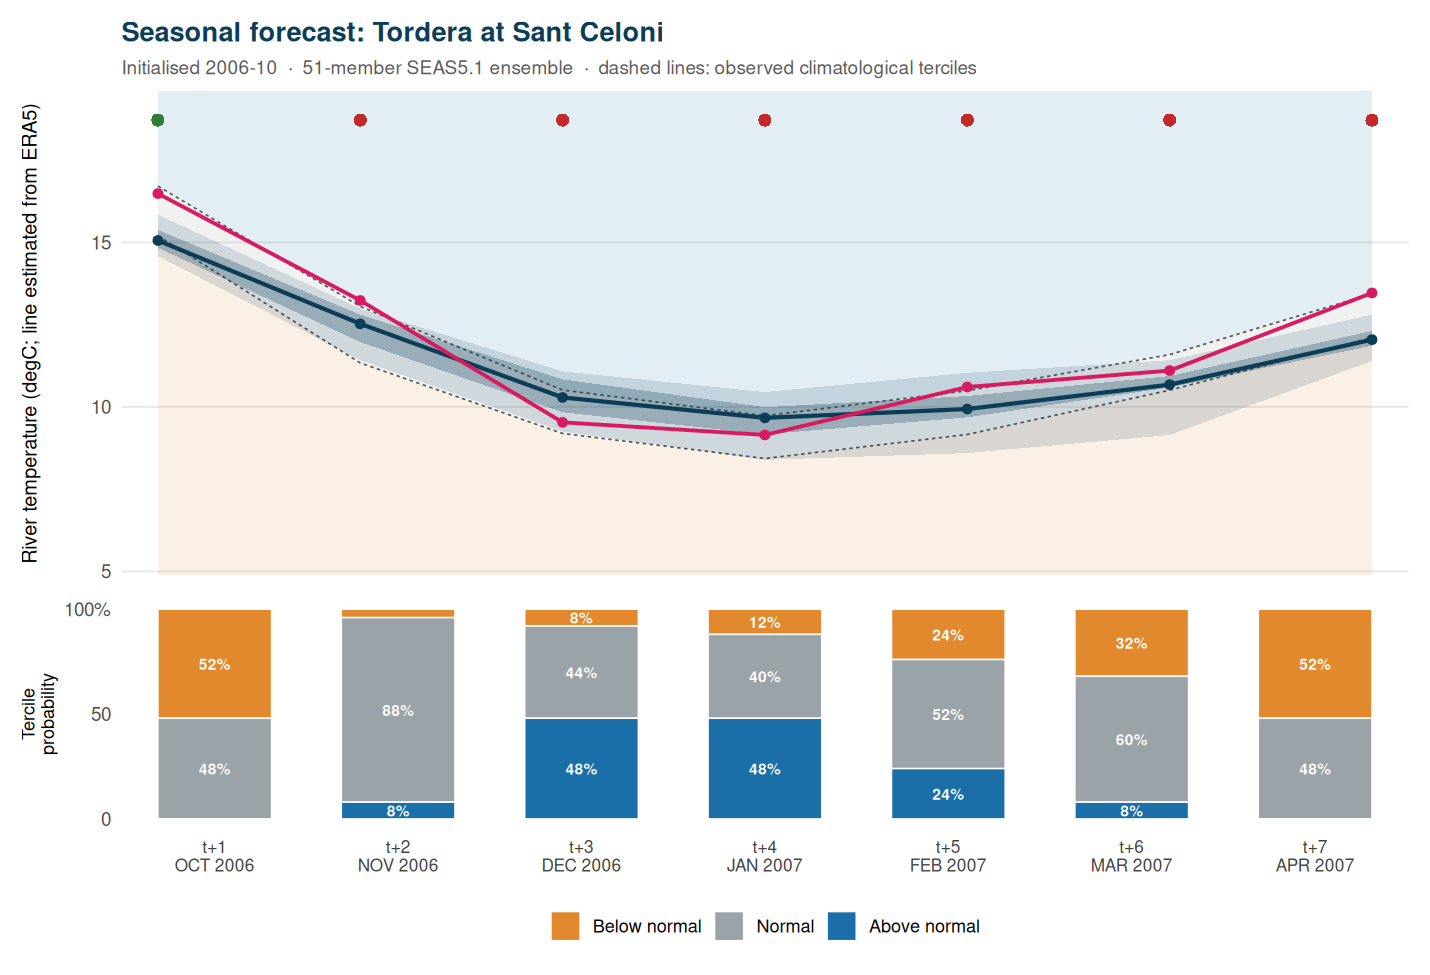 Seasonal forecast: Tordera at Sant Celoni
Initialised 2006-10 · 51-member SEAS5.1 ensemble · dashed lines: observed climatological terciles
River temperature (degC; line estimated from ERA5)
15
10
5
Tercile
probability
100%
50
0
52%
48%
88%
8%
8%
44%
48%
12%
40%
48%
24%
52%
24%
32%
60%
8%
52%
48%
t+1
OCT 2006
t+2
NOV 2006
t+3
DEC 2006
t+4
JAN 2007
t+5
FEB 2007
t+6
MAR 2007
t+7
APR 2007
Below normal
Normal
Above normal